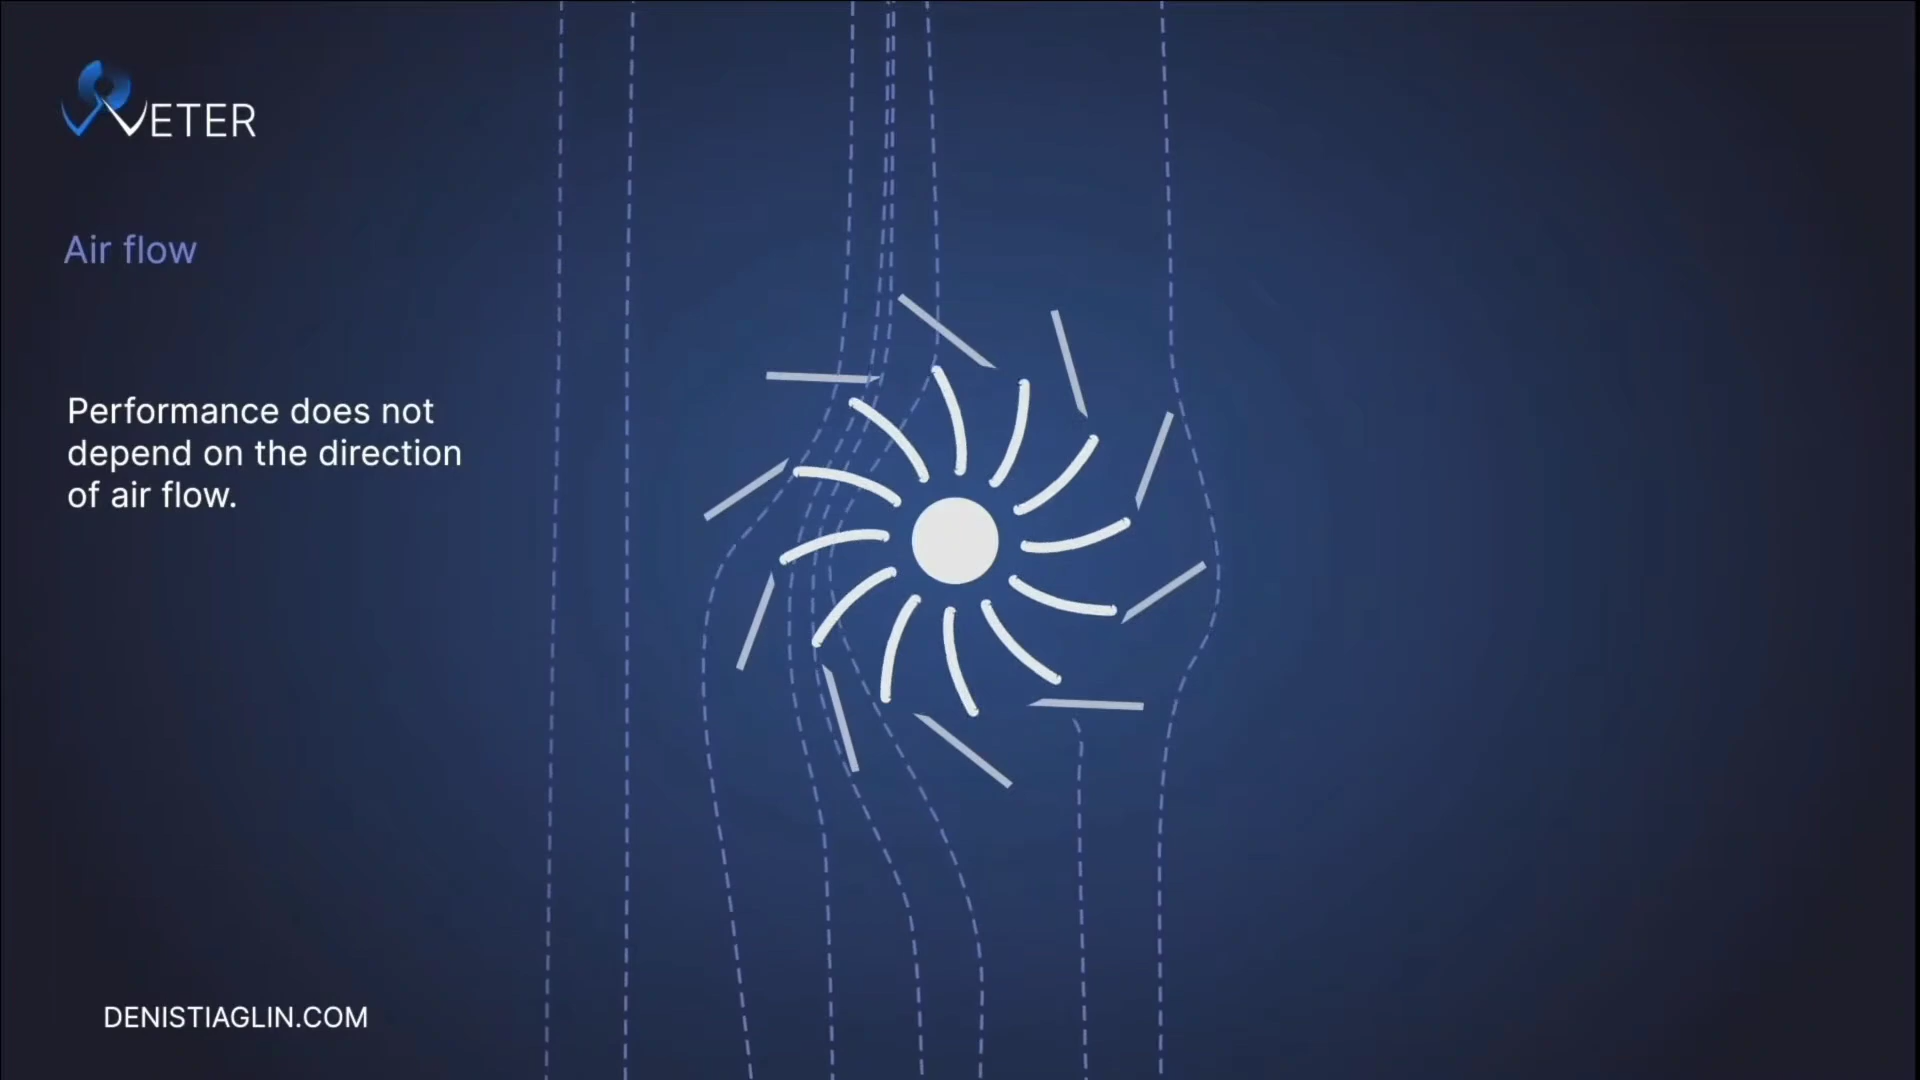 VETER
Air flow
Performance does not
depend on the direction
of air flow.
DENISTIAGLIN.COM